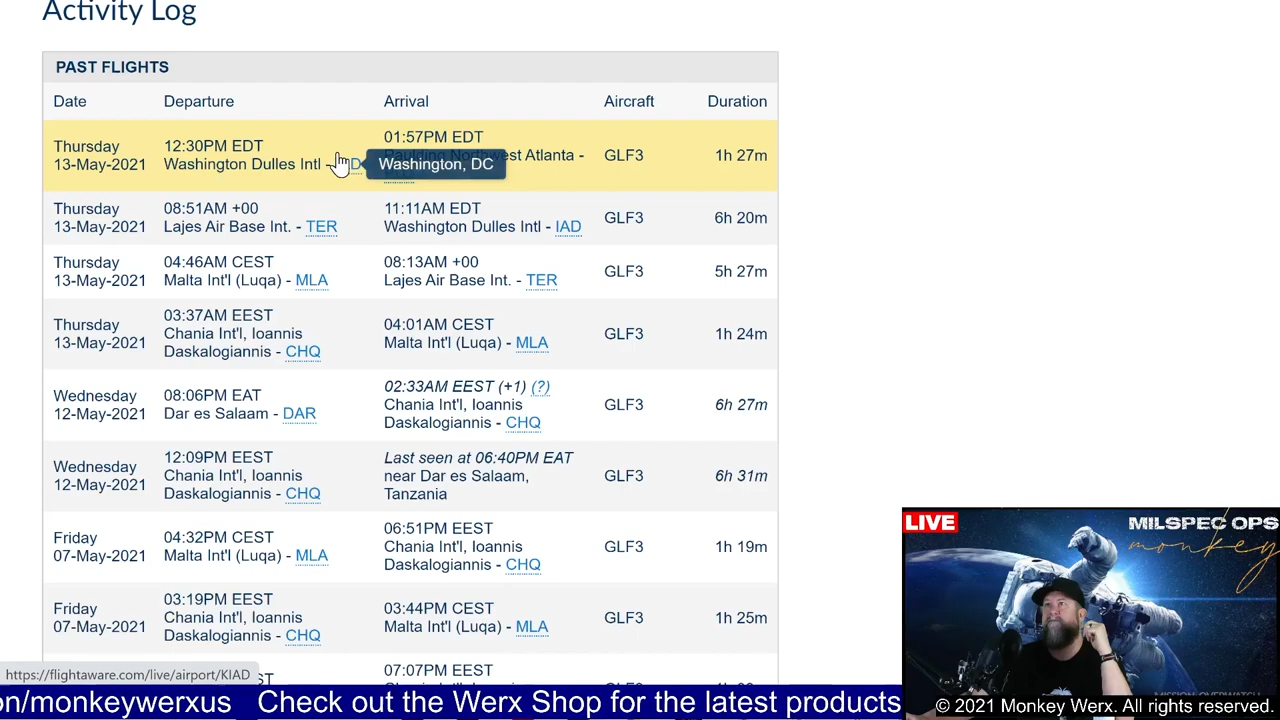 Activity Log
PAST FLIGHTS
Date Departure Arrival Aircraft Duration
Thursday
13-May-2021
12:30PM EDT
Washington Dulles Intl -
01:57PM EDT
Paulding Northwest Atlanta -
GLF3
1h 27m
Washington, DC
Thursday
13-May-2021
08:51AM +00
Lajes Air Base Int. - TER
11:11AM EDT
Washington Dulles Intl - IAD
GLF3
6h 20m
Thursday
13-May-2021
04:46AM CEST
Malta Int'l (Luqa) - MLA
08:13AM +00
Lajes Air Base Int. - TER
GLF3
5h 27m
Thursday
13-May-2021
03:37AM EEST
Chania Int'l, Ioannis
Daskalogiannis - CHQ
04:01AM CEST
Malta Int'l (Luqa) - MLA
GLF3
1h 24m
Wednesday
12-May-2021
08:06PM EAT
Dar es Salaam - DAR
02:33AM EEST (+1) (?)
Chania Int'l, Ioannis
Daskalogiannis - CHQ
GLF3
6h 27m
Wednesday
12-May-2021
12:09PM EEST
Chania Int'l, Ioannis
Daskalogiannis - CHQ
Last seen at 06:40PM EAT
near Dar es Salaam,
Tanzania
GLF3
6h 31m
Friday
07-May-2021
04:32PM CEST
Malta Int'l (Luqa) - MLA
06:51PM EEST
Chania Int'l, Ioannis
Daskalogiannis - CHQ
GLF3
1h 19m
Friday
07-May-2021
03:19PM EEST
Chania Int'l, Ioannis
Daskalogiannis - CHQ
03:44PM CEST
Malta Int'l (Luqa) - MLA
GLF3
1h 25m
07:07PM EEST
https://flightaware.com/live/airport/KIAD
LIVE
MILSPEC OPS
monkey
on/monkeywerxus Check out the Werx Shop for the latest products
© 2021 Monkey Werx. All rights reserved.